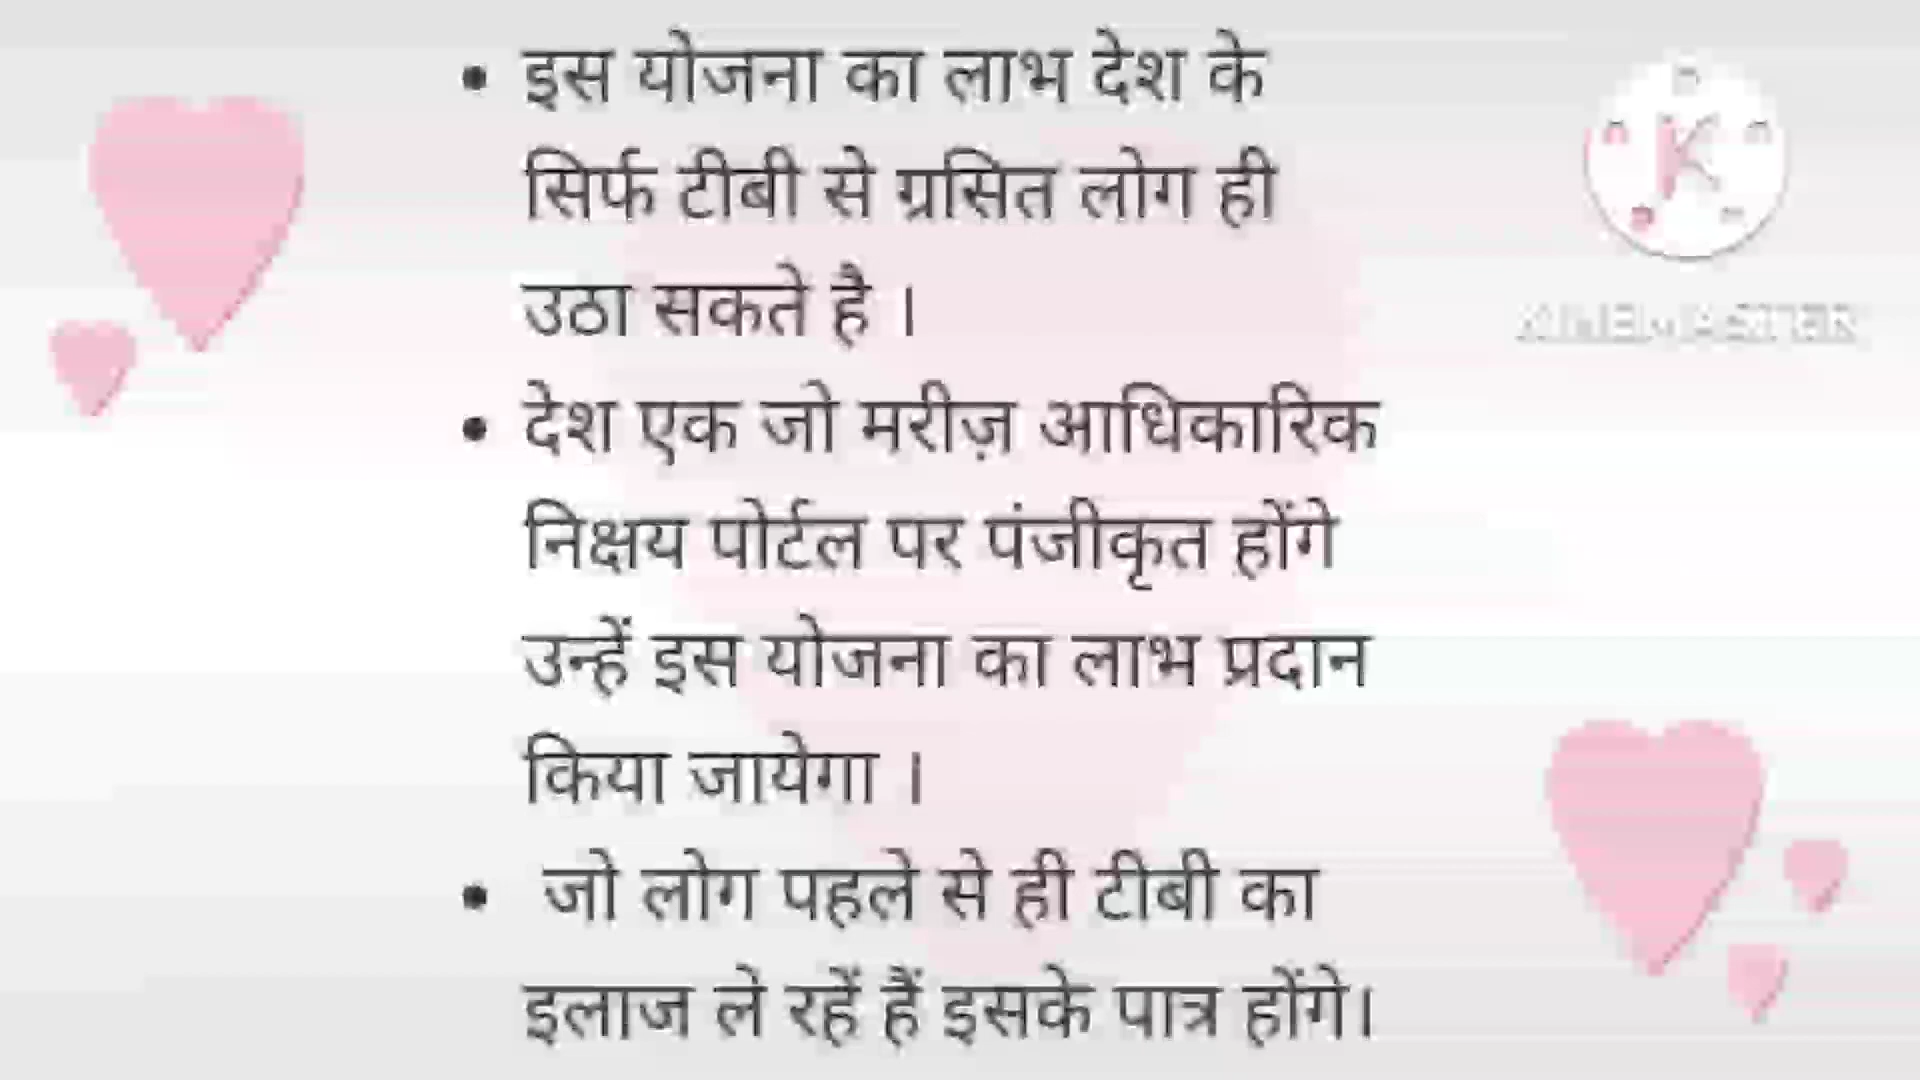 • इस योजना का लाभ देश के
सिर्फ टीबी से ग्रसित लोग ही
उठा सकते है ।
• देश एक जो मरीज़ आधिकारिक
निक्षय पोर्टल पर पंजीकृत होंगे
उन्हें इस योजना का लाभ प्रदान
किया जायेगा ।
• जो लोग पहले से ही टीबी का
इलाज ले रहें हैं इसके पात्र होंगे।
K
KINEMASTER